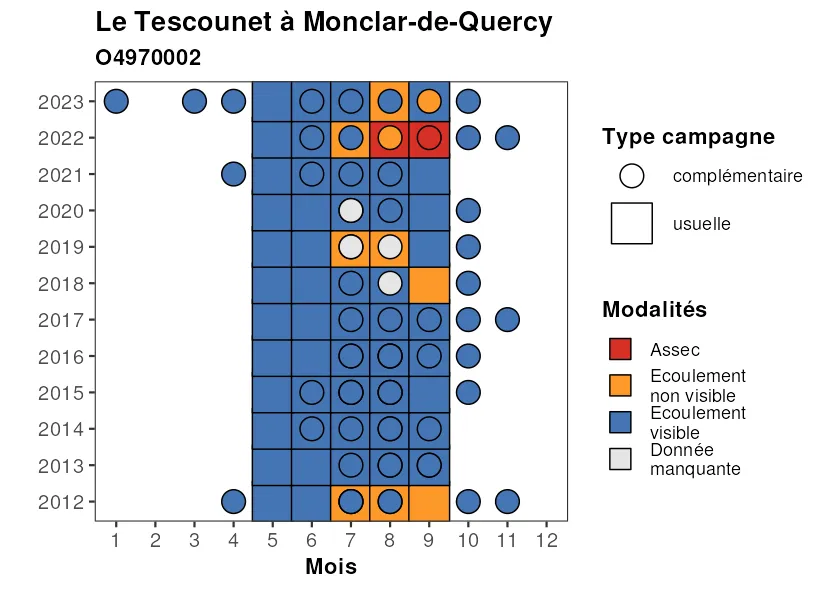 Le Tescounet à Monclar-de-Quercy
O4970002
2023
2022
2021
2020
2019
2018
2017
2016
2015
2014
2013
2012
1 2 3 4 5 6 7 8 9 10 11 12
Mois
Type campagne
complémentaire
usuelle
Modalités
Assec
Ecoulement
non visible
Ecoulement
visible
Donnée
manquante